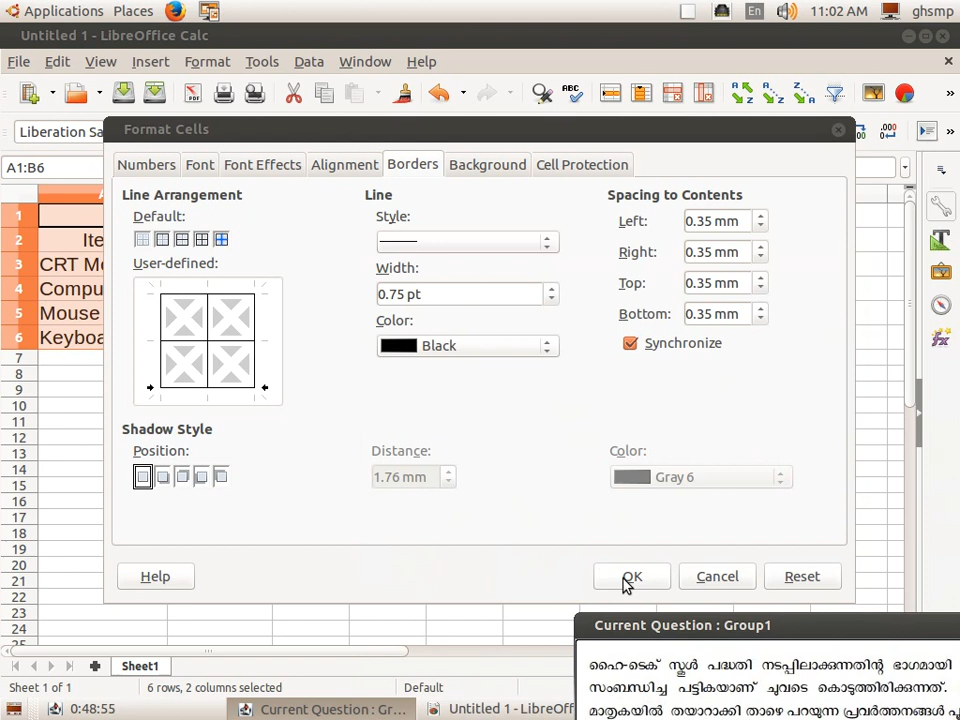 Applications Places En 11:02 AM ghsmp
Untitled 1 - LibreOffice Calc
File Edit View Insert Format Tools Data Window Help
Liberation Sa
Format Cells
A1:B6
Numbers Font Font Effects Alignment Borders Background Cell Protection
Line Arrangement
Default:
User-defined:
Line
Style:
Width:
0.75 pt
Color:
Black
Spacing to Contents
Left: 0.35 mm
Right: 0.35 mm
Top: 0.35 mm
Bottom: 0.35 mm
Synchronize
Shadow Style
Position:
Distance:
1.76 mm
Color:
Gray 6
Help OK Cancel Reset
1
2 Ite
3 CRT Mo
4 Compu
5 Mouse
6 Keyboa
7
8
9
10
11
12
13
14
15
16
17
18
19
20
21
22
23
24
25
Sheet1
Sheet 1 of 1 6 rows, 2 columns selected Default
Current Question : Group1
ഹൈ-ടെക് സ്കൂൾ പദ്ധതി നടപ്പിലാക്കുന്നതിന്റ ഭാഗമായി
സംബന്ധിച്ച പട്ടികയാണ് ചുവടെ കൊടുത്തിരിക്കുന്നത്.
മാതൃകയിൽ തയാറാക്കി താഴെ പറയുന്ന പ്രവർത്തനങ്ങൾ പൂ
0:48:55 Current Question : Gr... Untitled 1 - LibreOff